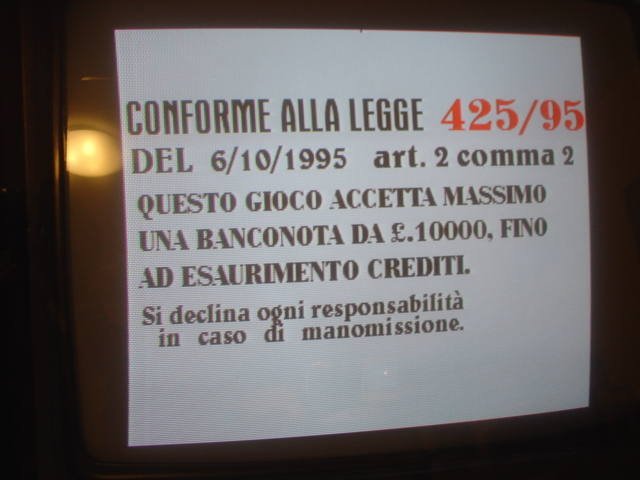 CONFORME ALLA LEGGE 425/95
DEL 6/10/1995 art. 2 comma 2
QUESTO GIOCO ACCETTA MASSIMO
UNA BANCONOTA DA £.10000, FINO
AD ESAURIMENTO CREDITI.
Si declina ogni responsabilità
in caso di manomissione.